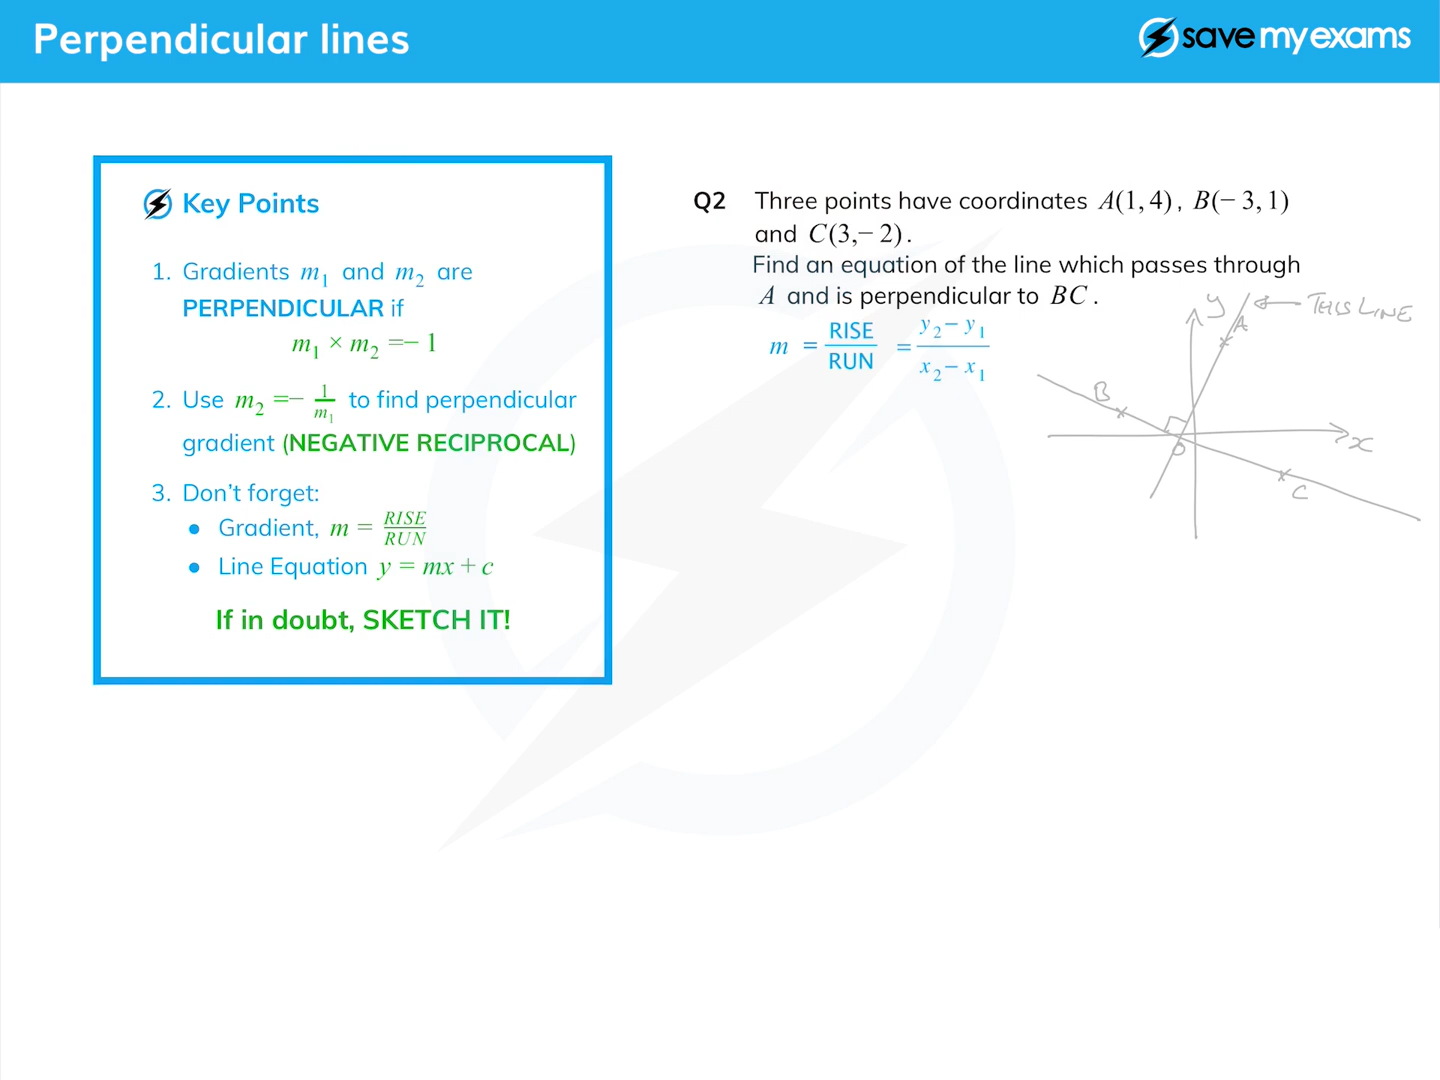 Perpendicular lines
save my exams
Key Points
1. Gradients m₁ and m₂ are
PERPENDICULAR if
m₁ × m₂ =− 1
2. Use m₂ =− 1/m₁ to find perpendicular
gradient (NEGATIVE RECIPROCAL)
3. Don't forget:
● Gradient, m = RISE/RUN
● Line Equation y = mx + c
If in doubt, SKETCH IT!
Q2 Three points have coordinates A(1, 4), B(− 3, 1)
and C(3,− 2).
Find an equation of the line which passes through
A and is perpendicular to BC.
m = RISE/RUN = y₂− y₁/x₂− x₁
y
THIS LINE
A
B
x
O
C